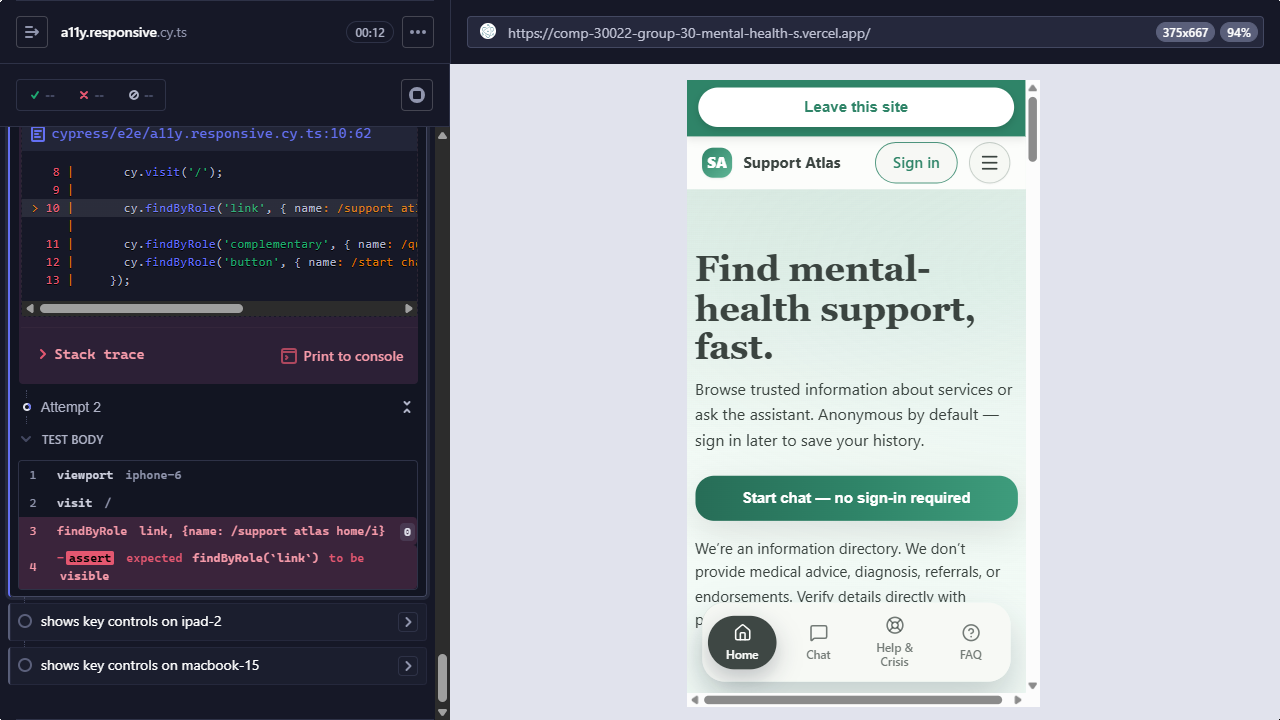 a11y.responsive.cy.ts
00:12
--
--
--
cypress/e2e/a11y.responsive.cy.ts:10:62
8 | cy.visit('/');
9 |
> 10 | cy.findByRole('link', { name: /support atl
|
11 | cy.findByRole('complementary', { name: /qu
12 | cy.findByRole('button', { name: /start cha
13 | });
Stack trace
Print to console
Attempt 2
TEST BODY
1 viewport iphone-6
2 visit /
3 findByRole link, {name: /support atlas home/i} 0
4 -assert expected findByRole(`link`) to be
visible
shows key controls on ipad-2
shows key controls on macbook-15
https://comp-30022-group-30-mental-health-s.vercel.app/
375x667
94%
Leave this site
SA Support Atlas
Sign in
Find mental-
health support,
fast.
Browse trusted information about services or
ask the assistant. Anonymous by default —
sign in later to save your history.
Start chat — no sign-in required
We're an information directory. We don't
provide medical advice, diagnosis, referrals, or
endorsements. Verify details directly with
Home
Chat
Help &
Crisis
FAQ